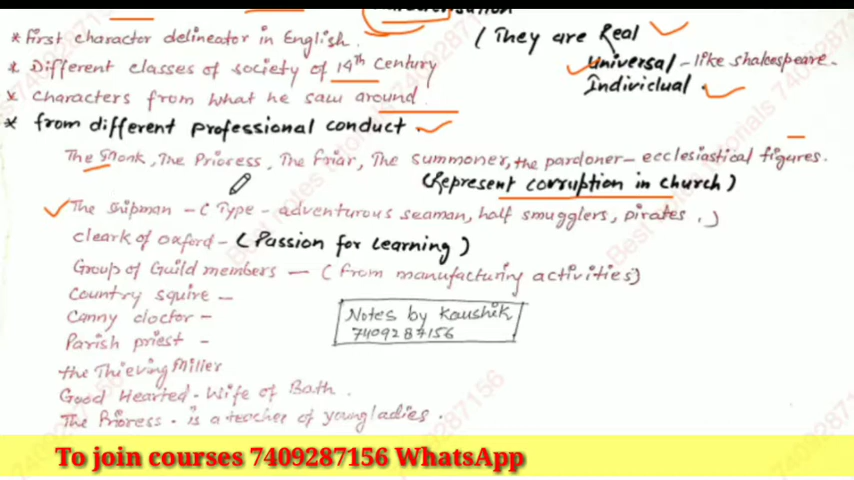 * First charactor delineator in English.
(They are Real
* Different classes of society of 14th Century
Universal - like shakespeare.
* characters from what he saw around.
Individual.
* from different professional conduct.
The Monk, The Prioress, The Friar, The summoner, the pardoner - ecclesiastical figures.
(Represent corruption in church)
The shipman - (Type - adventurous seaman, half smugglers, pirates.,)
cleark of oxford - (Passion for Learning)
Group of Guild members - (from manufacturing activities)
Country squire -
Canny doctor -
Parish priest -
the Thieving Miller
Good Hearted - Wife of Bath.
The Prioress. is a teacher of young ladies.
Notes by Kaushik
7409287156
To join courses 7409287156 WhatsApp